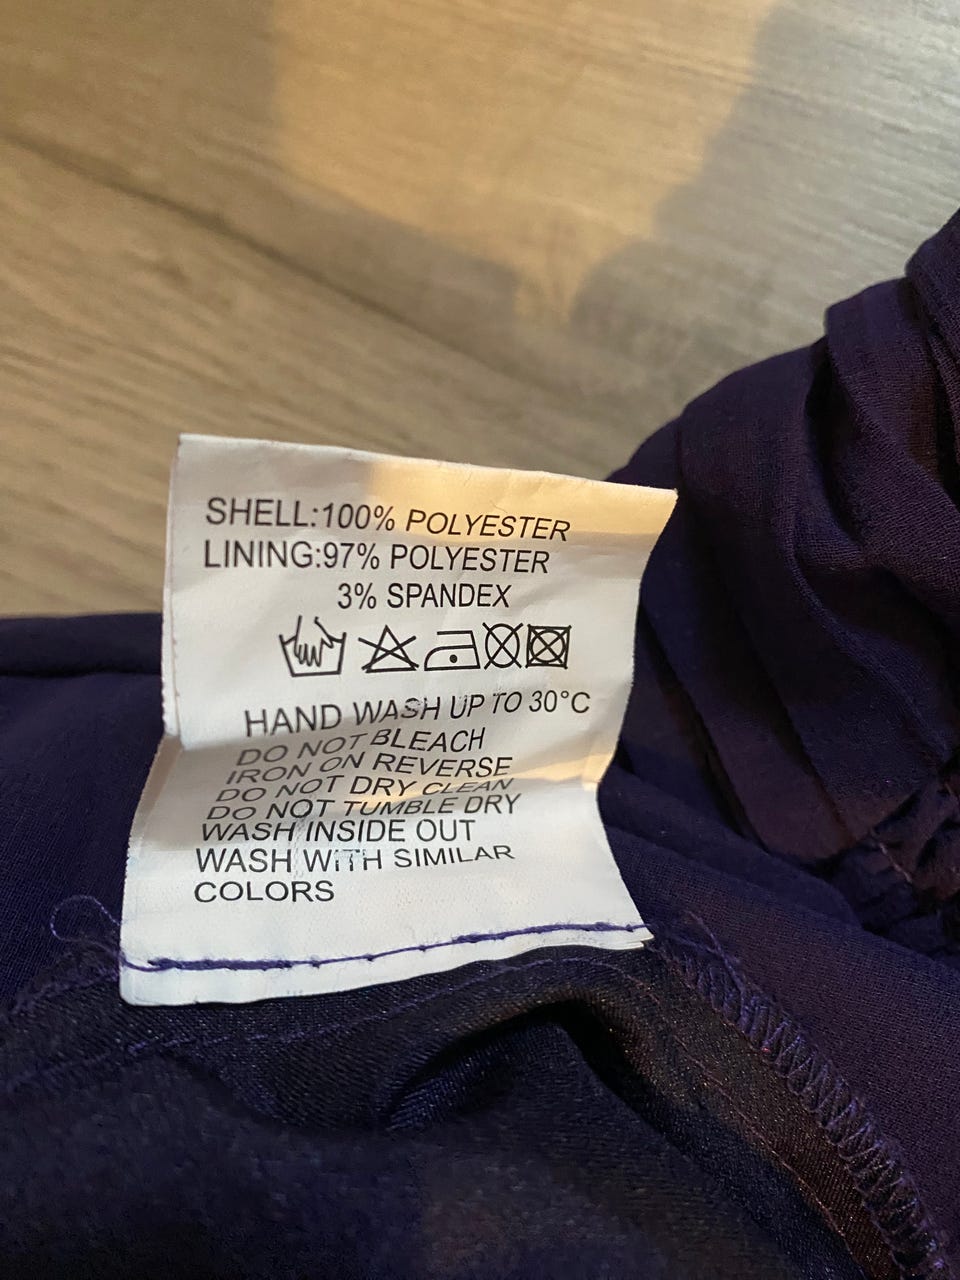 SHELL:100% POLYESTER
LINING:97% POLYESTER
3% SPANDEX
HAND WASH UP TO 30°C
DO NOT BLEACH
IRON ON REVERSE
DO NOT DRY CLEAN
DO NOT TUMBLE DRY
WASH INSIDE OUT
WASH WITH SIMILAR
COLORS